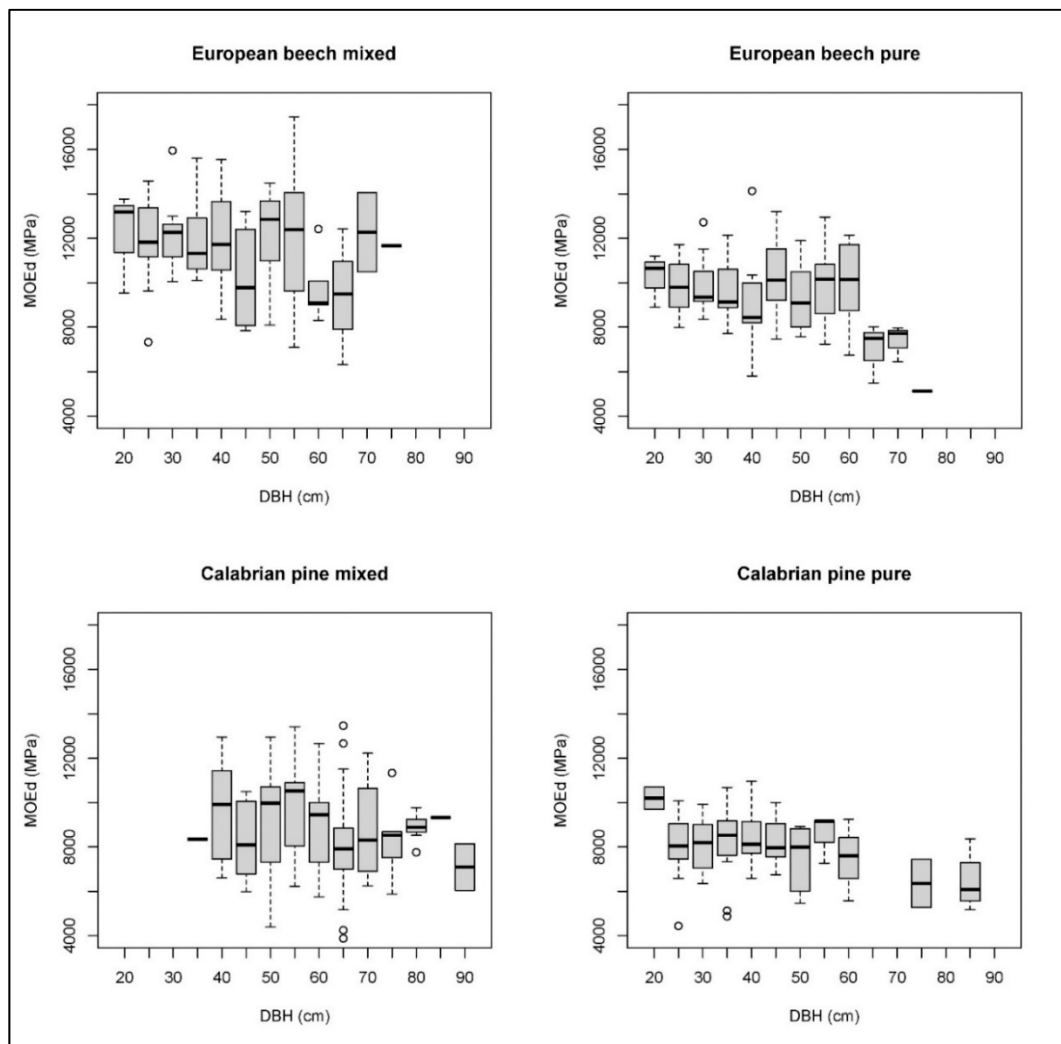 European beech mixed
MOEd (MPa)
16000
12000
8000
4000
20 30 40 50 60 70 80 90
DBH (cm)
European beech pure
MOEd (MPa)
16000
12000
8000
4000
20 30 40 50 60 70 80 90
DBH (cm)
Calabrian pine mixed
MOEd (MPa)
16000
12000
8000
4000
20 30 40 50 60 70 80 90
DBH (cm)
Calabrian pine pure
MOEd (MPa)
16000
12000
8000
4000
20 30 40 50 60 70 80 90
DBH (cm)